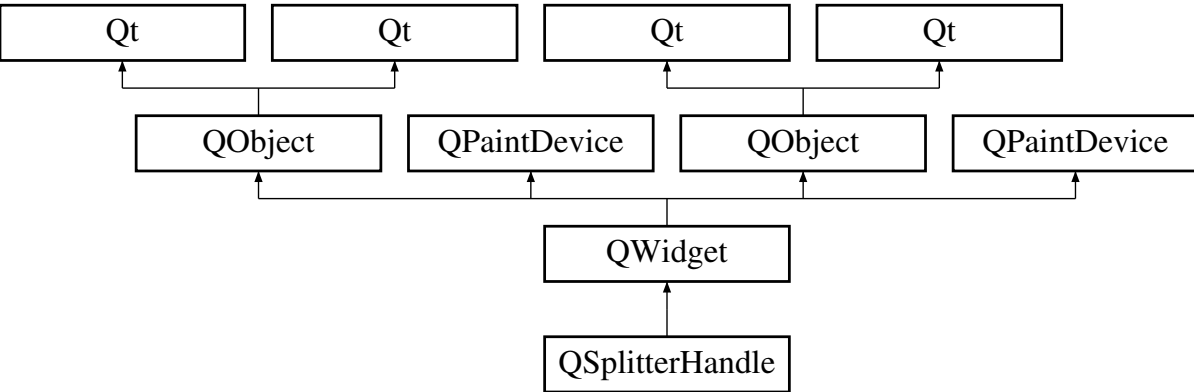 Qt Qt Qt Qt
QObject QPaintDevice QObject QPaintDevice
QWidget
QSplitterHandle